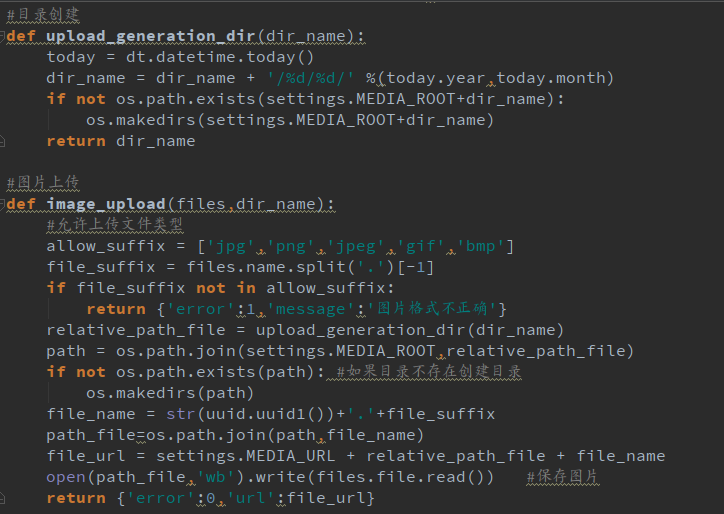 #目录创建
def upload_generation_dir(dir_name):
    today = dt.datetime.today()
    dir_name = dir_name + '/%d/%d/' %(today.year,today.month)
    if not os.path.exists(settings.MEDIA_ROOT+dir_name):
        os.makedirs(settings.MEDIA_ROOT+dir_name)
    return dir_name

#图片上传
def image_upload(files,dir_name):
    #允许上传文件类型
    allow_suffix = ['jpg','png','jpeg','gif','bmp']
    file_suffix = files.name.split('.')[-1]
    if file_suffix not in allow_suffix:
        return {'error':1,'message':'图片格式不正确'}
    relative_path_file = upload_generation_dir(dir_name)
    path = os.path.join(settings.MEDIA_ROOT,relative_path_file)
    if not os.path.exists(path): #如果目录不存在创建目录
        os.makedirs(path)
    file_name = str(uuid.uuid1())+'.'+file_suffix
    path_file=os.path.join(path,file_name)
    file_url = settings.MEDIA_URL + relative_path_file + file_name
    open(path_file,'wb').write(files.file.read())   #保存图片
    return {'error':0,'url':file_url}